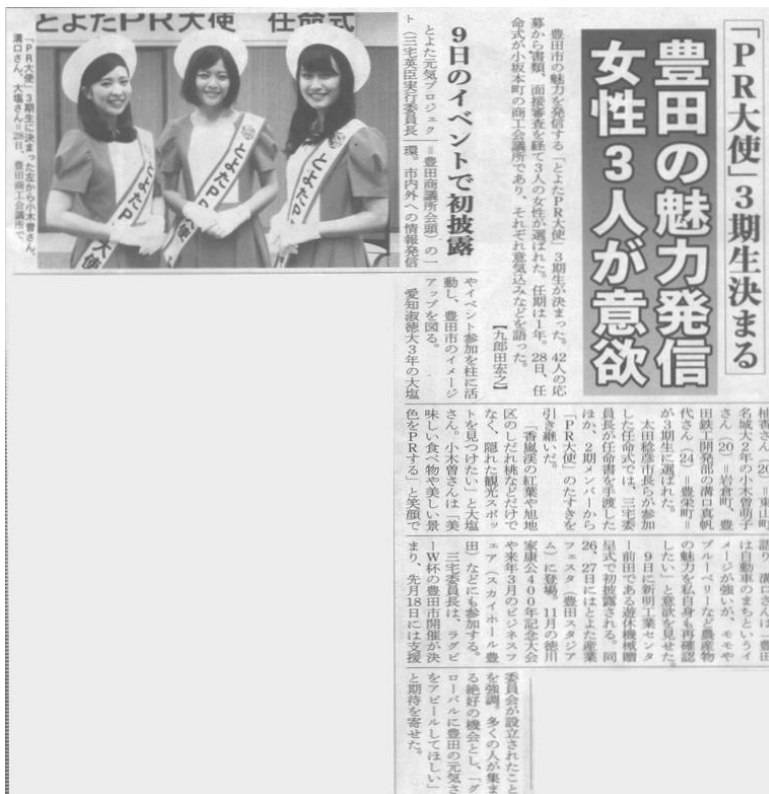 「PR大使」3期生決まる
豊田の魅力発信
女性3人が意欲
豊田市の魅力を発信する「とよたPR大使」3期生が決まった。42人の応
募から書類、面接審査を経て3人の女性が選ばれた。任期は1年。28日、任
命式が小坂本町の商工会議所であり、それぞれ意気込みなどを語った。
【九郎田宏之】
9日のイベントで初披露
とよたPR大使 任命式
とよたPR
とよたPR大使
とよたPR
大使
「PR大使」3期生に決まった左から小木曽さん、
溝口さん、大塩さん=28日、豊田商工会議所で
とよた元気プロジェク
ト(三宅英臣実行委員長
=豊田商議所会頭)の一
環。市内外への情報発信
やイベント参加を柱に活
動し、豊田市のイメージ
アップを図る。
愛知淑徳大3年の大塩
柚香さん(20)=東山町、
名城大2年の小木曽萌子
さん(20)=岩倉町、豊
田鉄工開発部の溝口真帆
代さん(24)=豊栄町=
が3期生に選ばれた。
太田稔彦市長らが参加
した任命式では、三宅委
員長が任命書を手渡した
ほか、2期メンバーから
「PR大使」のたすきを
引き継いだ。
「香嵐渓の紅葉や旭地
区のしだれ桃などだけで
なく、隠れた観光スポッ
トを見つけたい」と大塩
さん。小木曽さんは「美
味しい食べ物や美しい景
色をPRする」と笑顔で
語り、溝口さんは「豊田
は自動車のまちというイ
メージが強いが、モモや
ブルーベリーなど農産物
の魅力を私自身も再確認
したい」と意欲を見せた。
9日に新明工業センタ
ー前田である遊休機械贈
呈式で初披露される。同
26、27日にはとよた産業
フェスタ(豊田スタジア
ム)に登場。11月の徳川
家康公400年記念大会
や来年3月のビジネスフ
ェア(スカイホール豊
田)などにも参加する。
三宅委員長は、ラグビ
ーW杯の豊田市開催が決
まり、先月18日には支援
委員会が設立されたこと
を強調。多くの人が集ま
る絶好の機会とし、「グ
ローバルに豊田の元気さ
をアピールしてほしい」
と期待を寄せた。